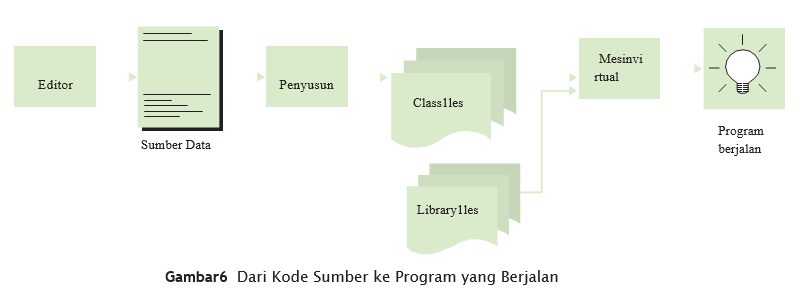 Editor
Sumber Data
Penyusun
Class1les
Library1les
Mesinvi
rtual
Program
berjalan
Gambar6 Dari Kode Sumber ke Program yang Berjalan